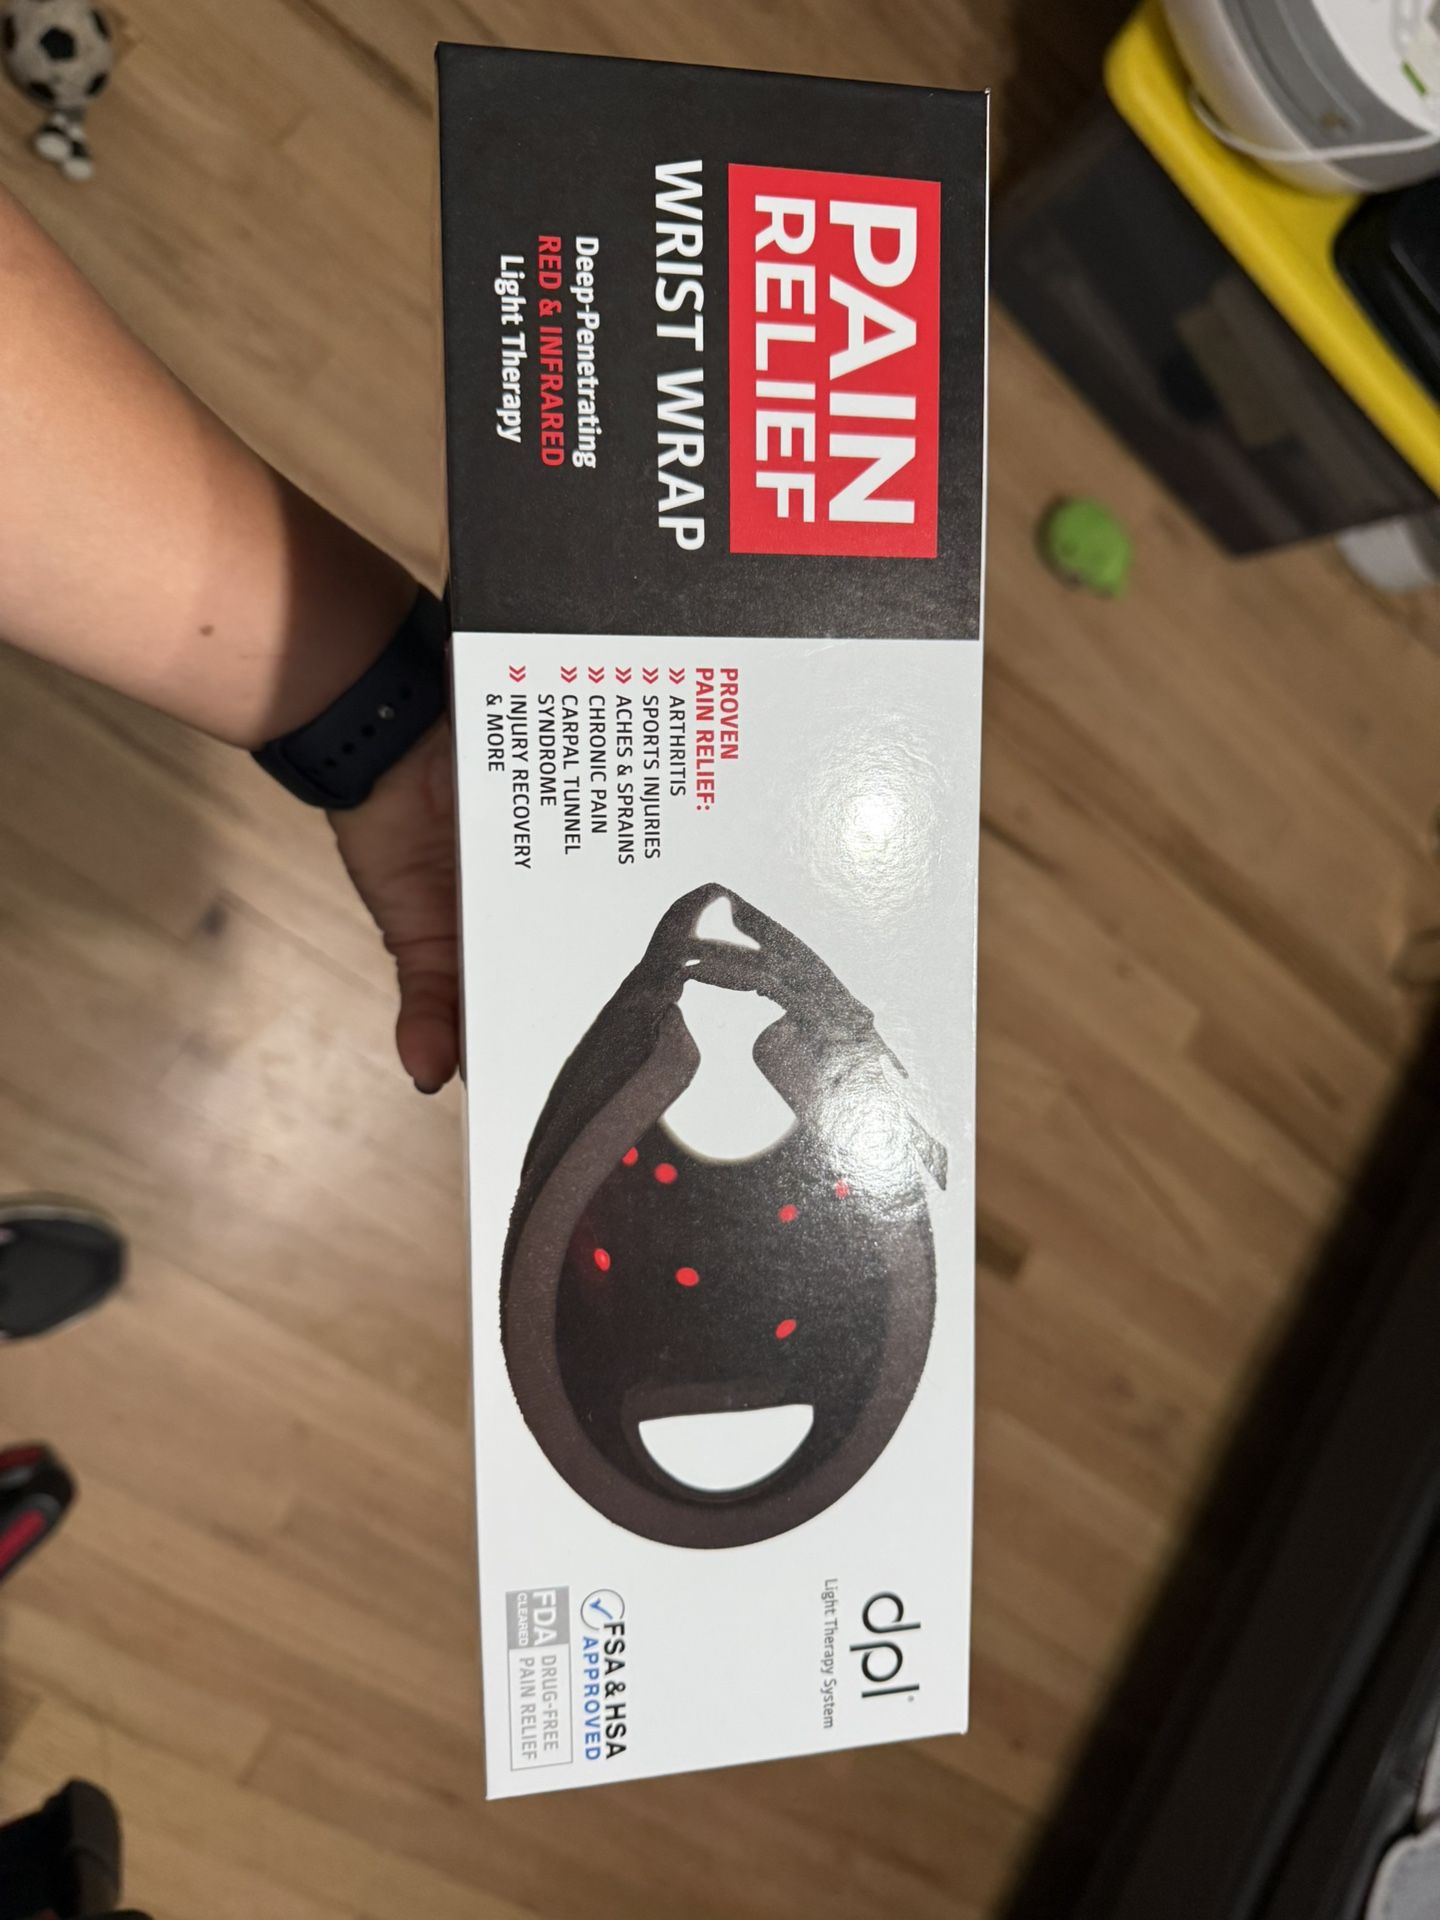 PAIN
RELIEF
WRIST WRAP
Deep-Penetrating
RED & INFRARED
Light Therapy
PROVEN
PAIN RELIEF:
» ARTHRITIS
» SPORTS INJURIES
» ACHES & SPRAINS
» CHRONIC PAIN
» CARPAL TUNNEL
SYNDROME
» INJURY RECOVERY
& MORE
dpl®
Light Therapy System
FSA & HSA
APPROVED
FDA
CLEARED
DRUG-FREE
PAIN RELIEF